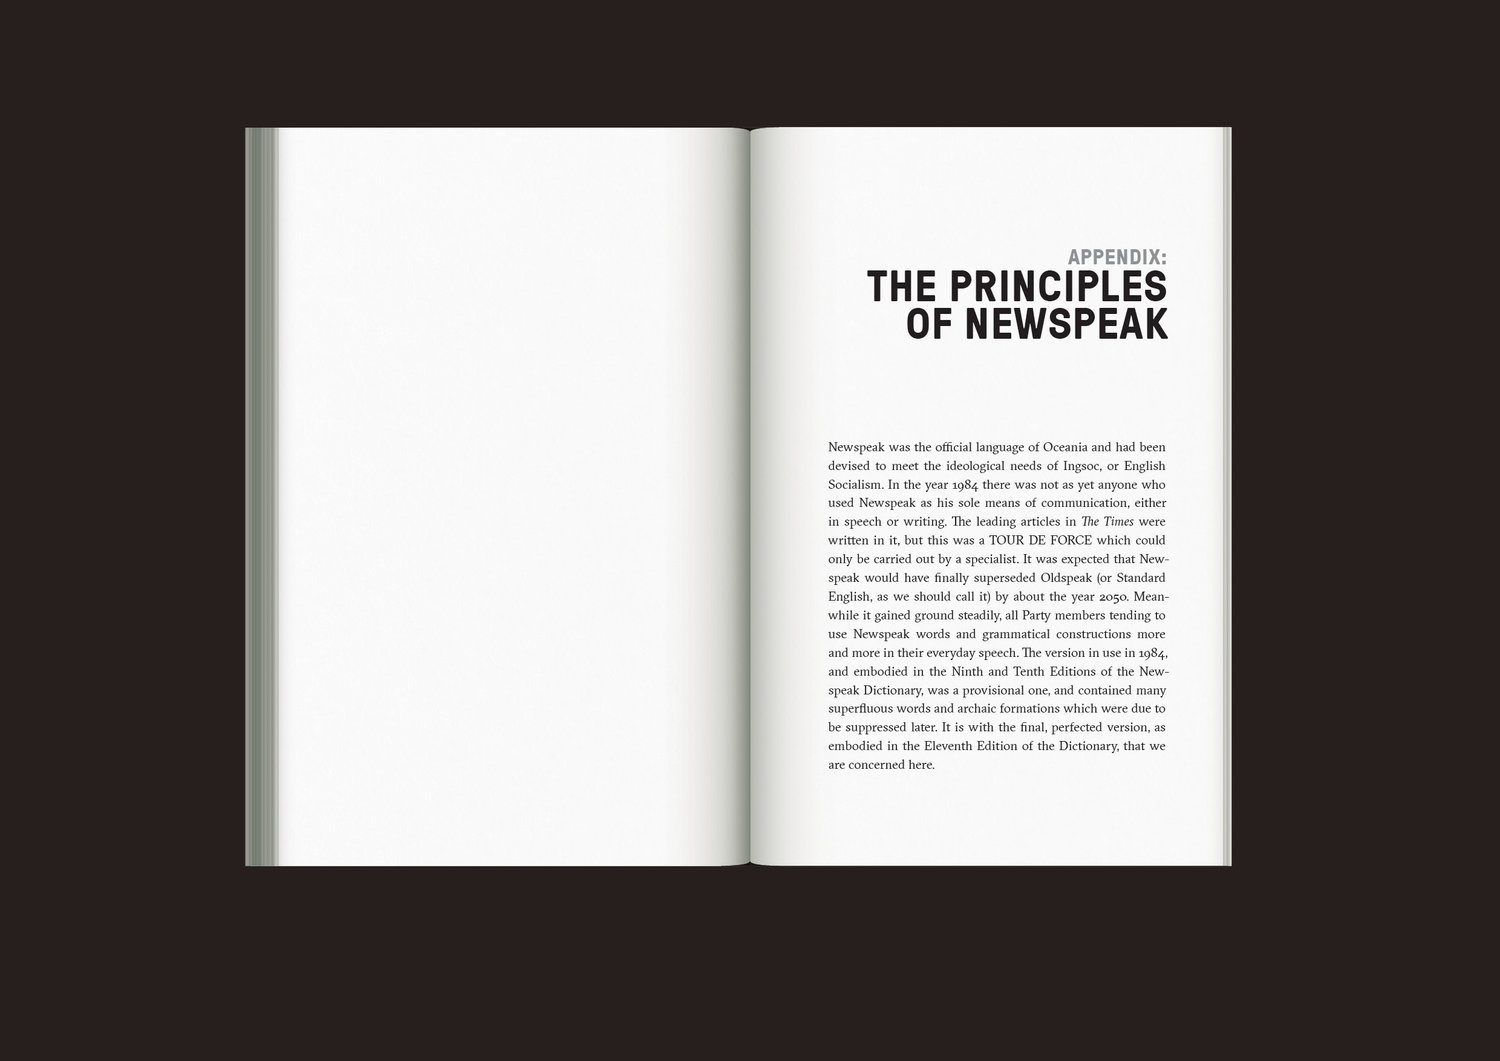 APPENDIX:
THE PRINCIPLES
OF NEWSPEAK
Newspeak was the official language of Oceania and had been
devised to meet the ideological needs of Ingsoc, or English
Socialism. In the year 1984 there was not as yet anyone who
used Newspeak as his sole means of communication, either
in speech or writing. The leading articles in The Times were
written in it, but this was a TOUR DE FORCE which could
only be carried out by a specialist. It was expected that New-
speak would have finally superseded Oldspeak (or Standard
English, as we should call it) by about the year 2050. Mean-
while it gained ground steadily, all Party members tending to
use Newspeak words and grammatical constructions more
and more in their everyday speech. The version in use in 1984,
and embodied in the Ninth and Tenth Editions of the New-
speak Dictionary, was a provisional one, and contained many
superfluous words and archaic formations which were due to
be suppressed later. It is with the final, perfected version, as
embodied in the Eleventh Edition of the Dictionary, that we
are concerned here.